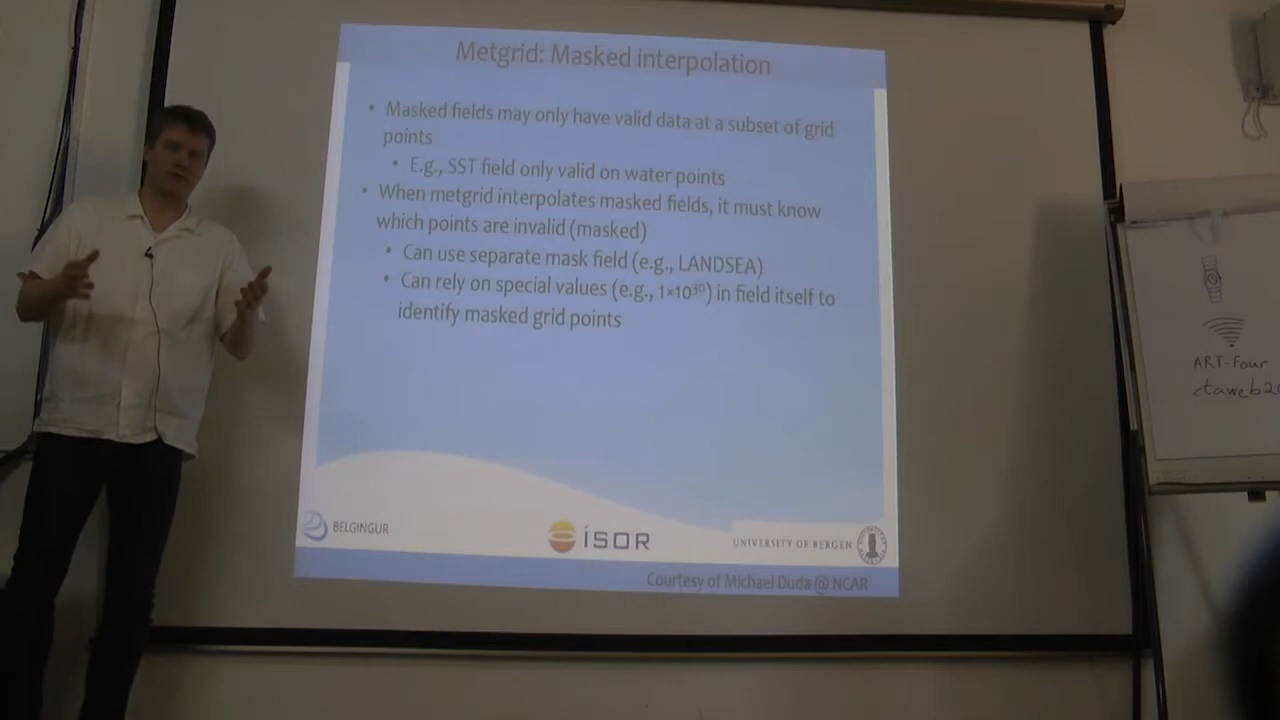 Metgrid: Masked interpolation
• Masked fields may only have valid data at a subset of grid
points
• E.g., SST field only valid on water points
• When metgrid interpolates masked fields, it must know
which points are invalid (masked)
• Can use separate mask field (e.g., LANDSEA)
• Can rely on special values (e.g., 1×10³⁰) in field itself to
identify masked grid points
BELGINGUR
ÍSOR
UNIVERSITY OF BERGEN
Courtesy of Michael Duda @ NCAR
ART-Four